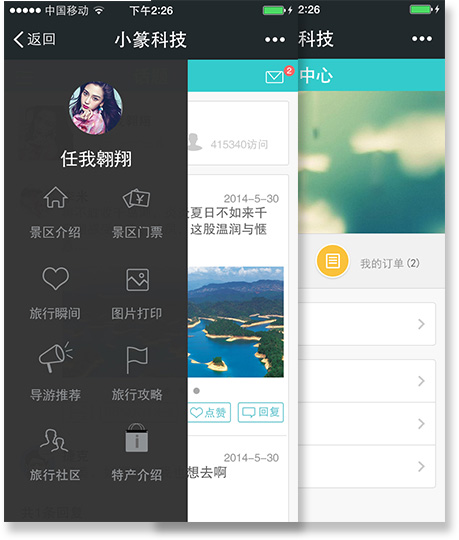 中国移动 下午2:26
返回 小篆科技
任我翱翔
景区介绍 景区门票
旅行瞬间 图片打印
导游推荐 旅行攻略
旅行社区 特产介绍
2
415340访问
2014-5-30
夏日不如来千
这股温润与惬
点赞 回复
2014-5-30
想去啊
2:26
科技
中心
我的订单 (2)